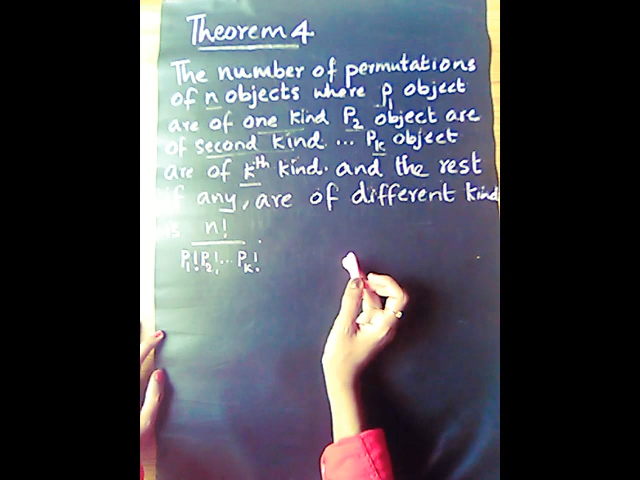 Theorem 4
The number of permutations
of n objects where P1 object
are of one kind P2 object are
of second kind ... Pk object
are of kth kind. and the rest
if any, are of different kind
is n!
P1! P2! ... Pk!